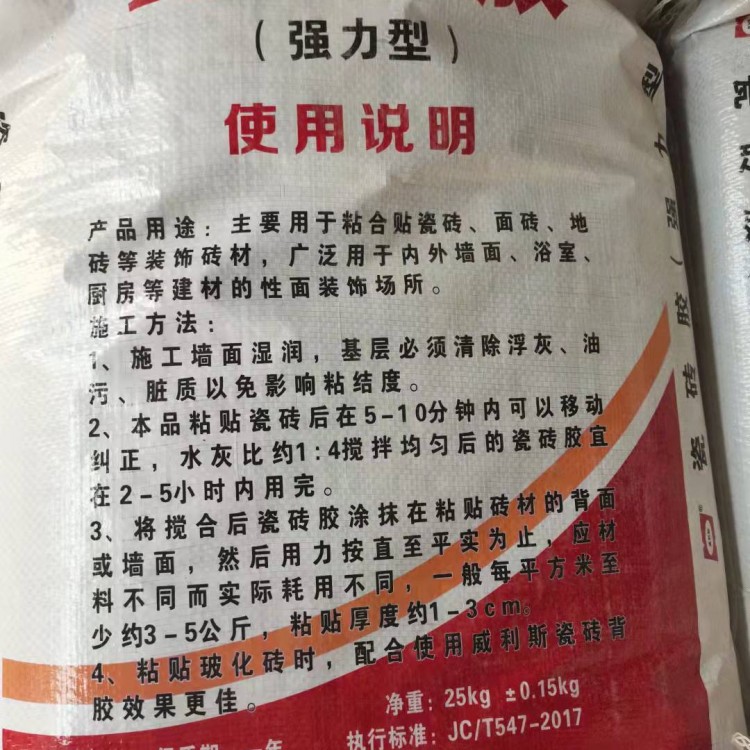 （强力型）
使用说明
产品用途：主要用于粘合贴瓷砖、面砖、地
砖等装饰砖材，广泛用于内外墙面、浴室、
厨房等建材的性面装饰场所。
施工方法：
1、施工墙面湿润，基层必须清除浮灰、油
污、脏质以免影响粘结度。
2、本品粘贴瓷砖后在5-10分钟内可以移动
纠正，水灰比约1:4搅拌均匀后的瓷砖胶宜
在2-5小时内用完。
3、将搅合后瓷砖胶涂抹在粘贴砖材的背面
或墙面，然后用力按直至平实为止，应材
料不同而实际耗用不同，一般每平方米至
少约3-5公斤，粘贴厚度约1-3cm。
4、粘贴玻化砖时，配合使用威利斯瓷砖背
胶效果更佳。
净重：25kg ±0.15kg
执行标准：JC/T547-2017
瓷砖胶（强力型